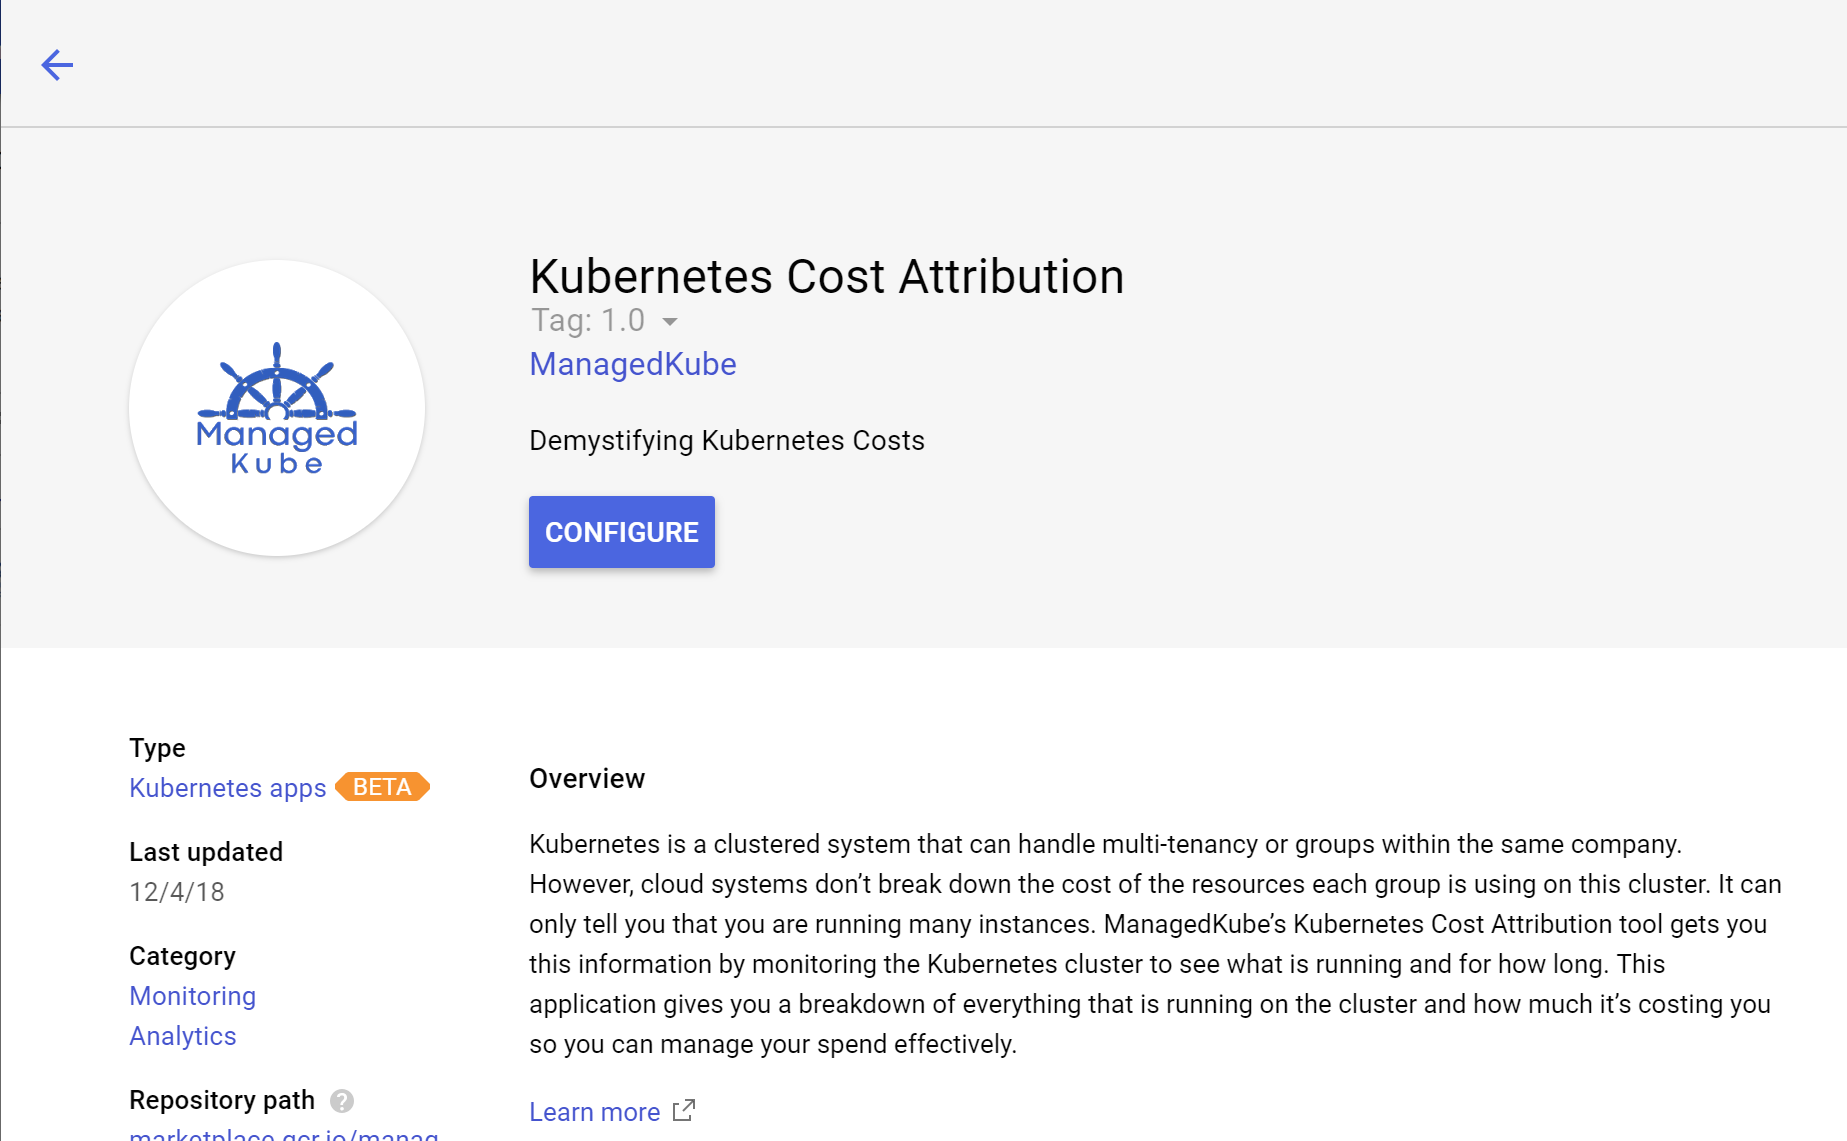 Kubernetes Cost Attribution
Tag: 1.0
ManagedKube
Demystifying Kubernetes Costs
CONFIGURE
Managed
Kube
Type
Kubernetes apps BETA
Last updated
12/4/18
Category
Monitoring
Analytics
Repository path ?
marketplace.gcr.io/manag
Overview
Kubernetes is a clustered system that can handle multi-tenancy or groups within the same company.
However, cloud systems don’t break down the cost of the resources each group is using on this cluster. It can
only tell you that you are running many instances. ManagedKube’s Kubernetes Cost Attribution tool gets you
this information by monitoring the Kubernetes cluster to see what is running and for how long. This
application gives you a breakdown of everything that is running on the cluster and how much it’s costing you
so you can manage your spend effectively.
Learn more